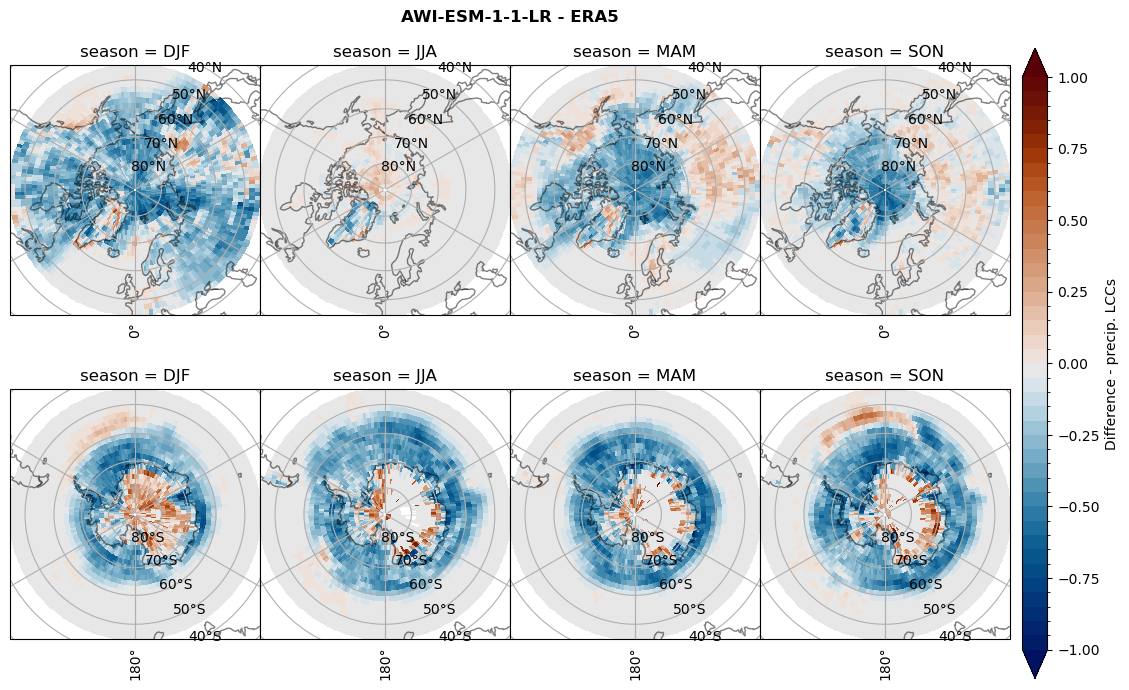 AWI-ESM-1-1-LR - ERA5
season = DJF
season = JJA
season = MAM
season = SON
40°N
50°N
60°N
70°N
80°N
40°N
50°N
60°N
70°N
80°N
40°N
50°N
60°N
70°N
80°N
40°N
50°N
60°N
70°N
80°N
0°
0°
0°
0°
season = DJF
season = JJA
season = MAM
season = SON
80°S
70°S
60°S
50°S
40°S
80°S
70°S
60°S
50°S
40°S
80°S
70°S
60°S
50°S
40°S
80°S
70°S
60°S
50°S
40°S
180°
180°
180°
180°
1.00
0.75
0.50
0.25
0.00
−0.25
−0.50
−0.75
−1.00
Difference - precip. LCCs